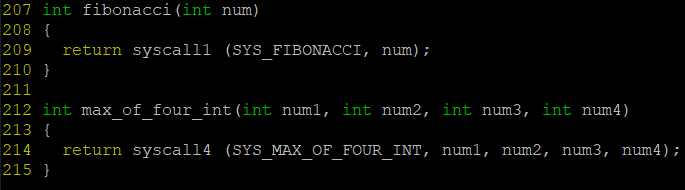 207 int fibonacci(int num)
208 {
209   return syscall1 (SYS_FIBONACCI, num);
210 }
211
212 int max_of_four_int(int num1, int num2, int num3, int num4)
213 {
214   return syscall4 (SYS_MAX_OF_FOUR_INT, num1, num2, num3, num4);
215 }